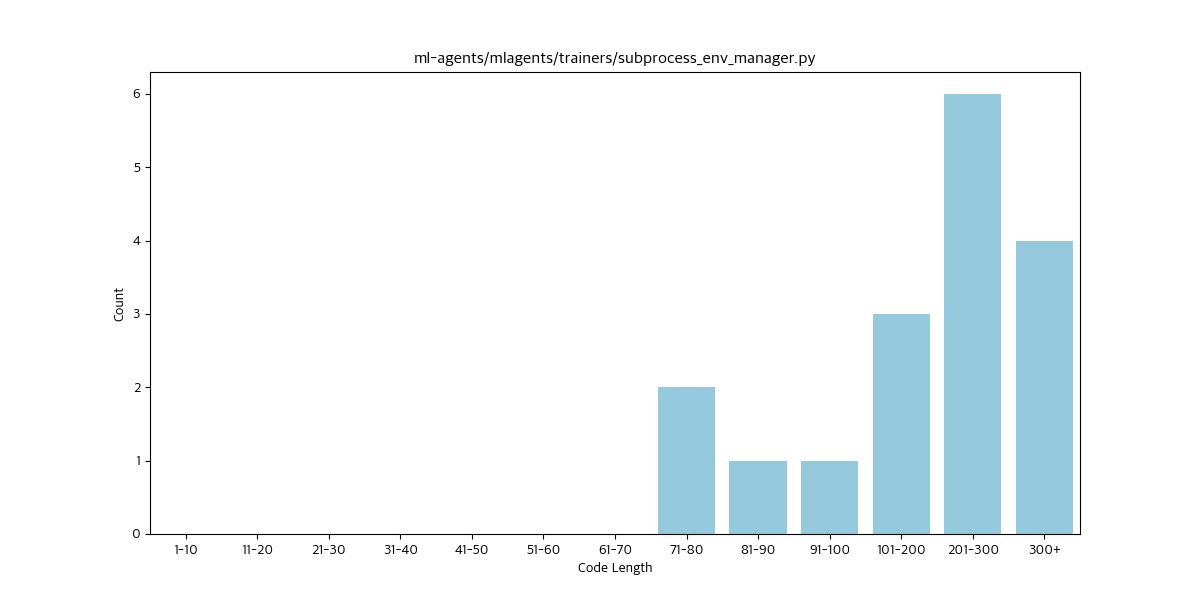 ml-agents/mlagents/trainers/subprocess_env_manager.py
6
5
4
3
2
1
0
Count
1-10 11-20 21-30 31-40 41-50 51-60 61-70 71-80 81-90 91-100 101-200 201-300 300+
Code Length